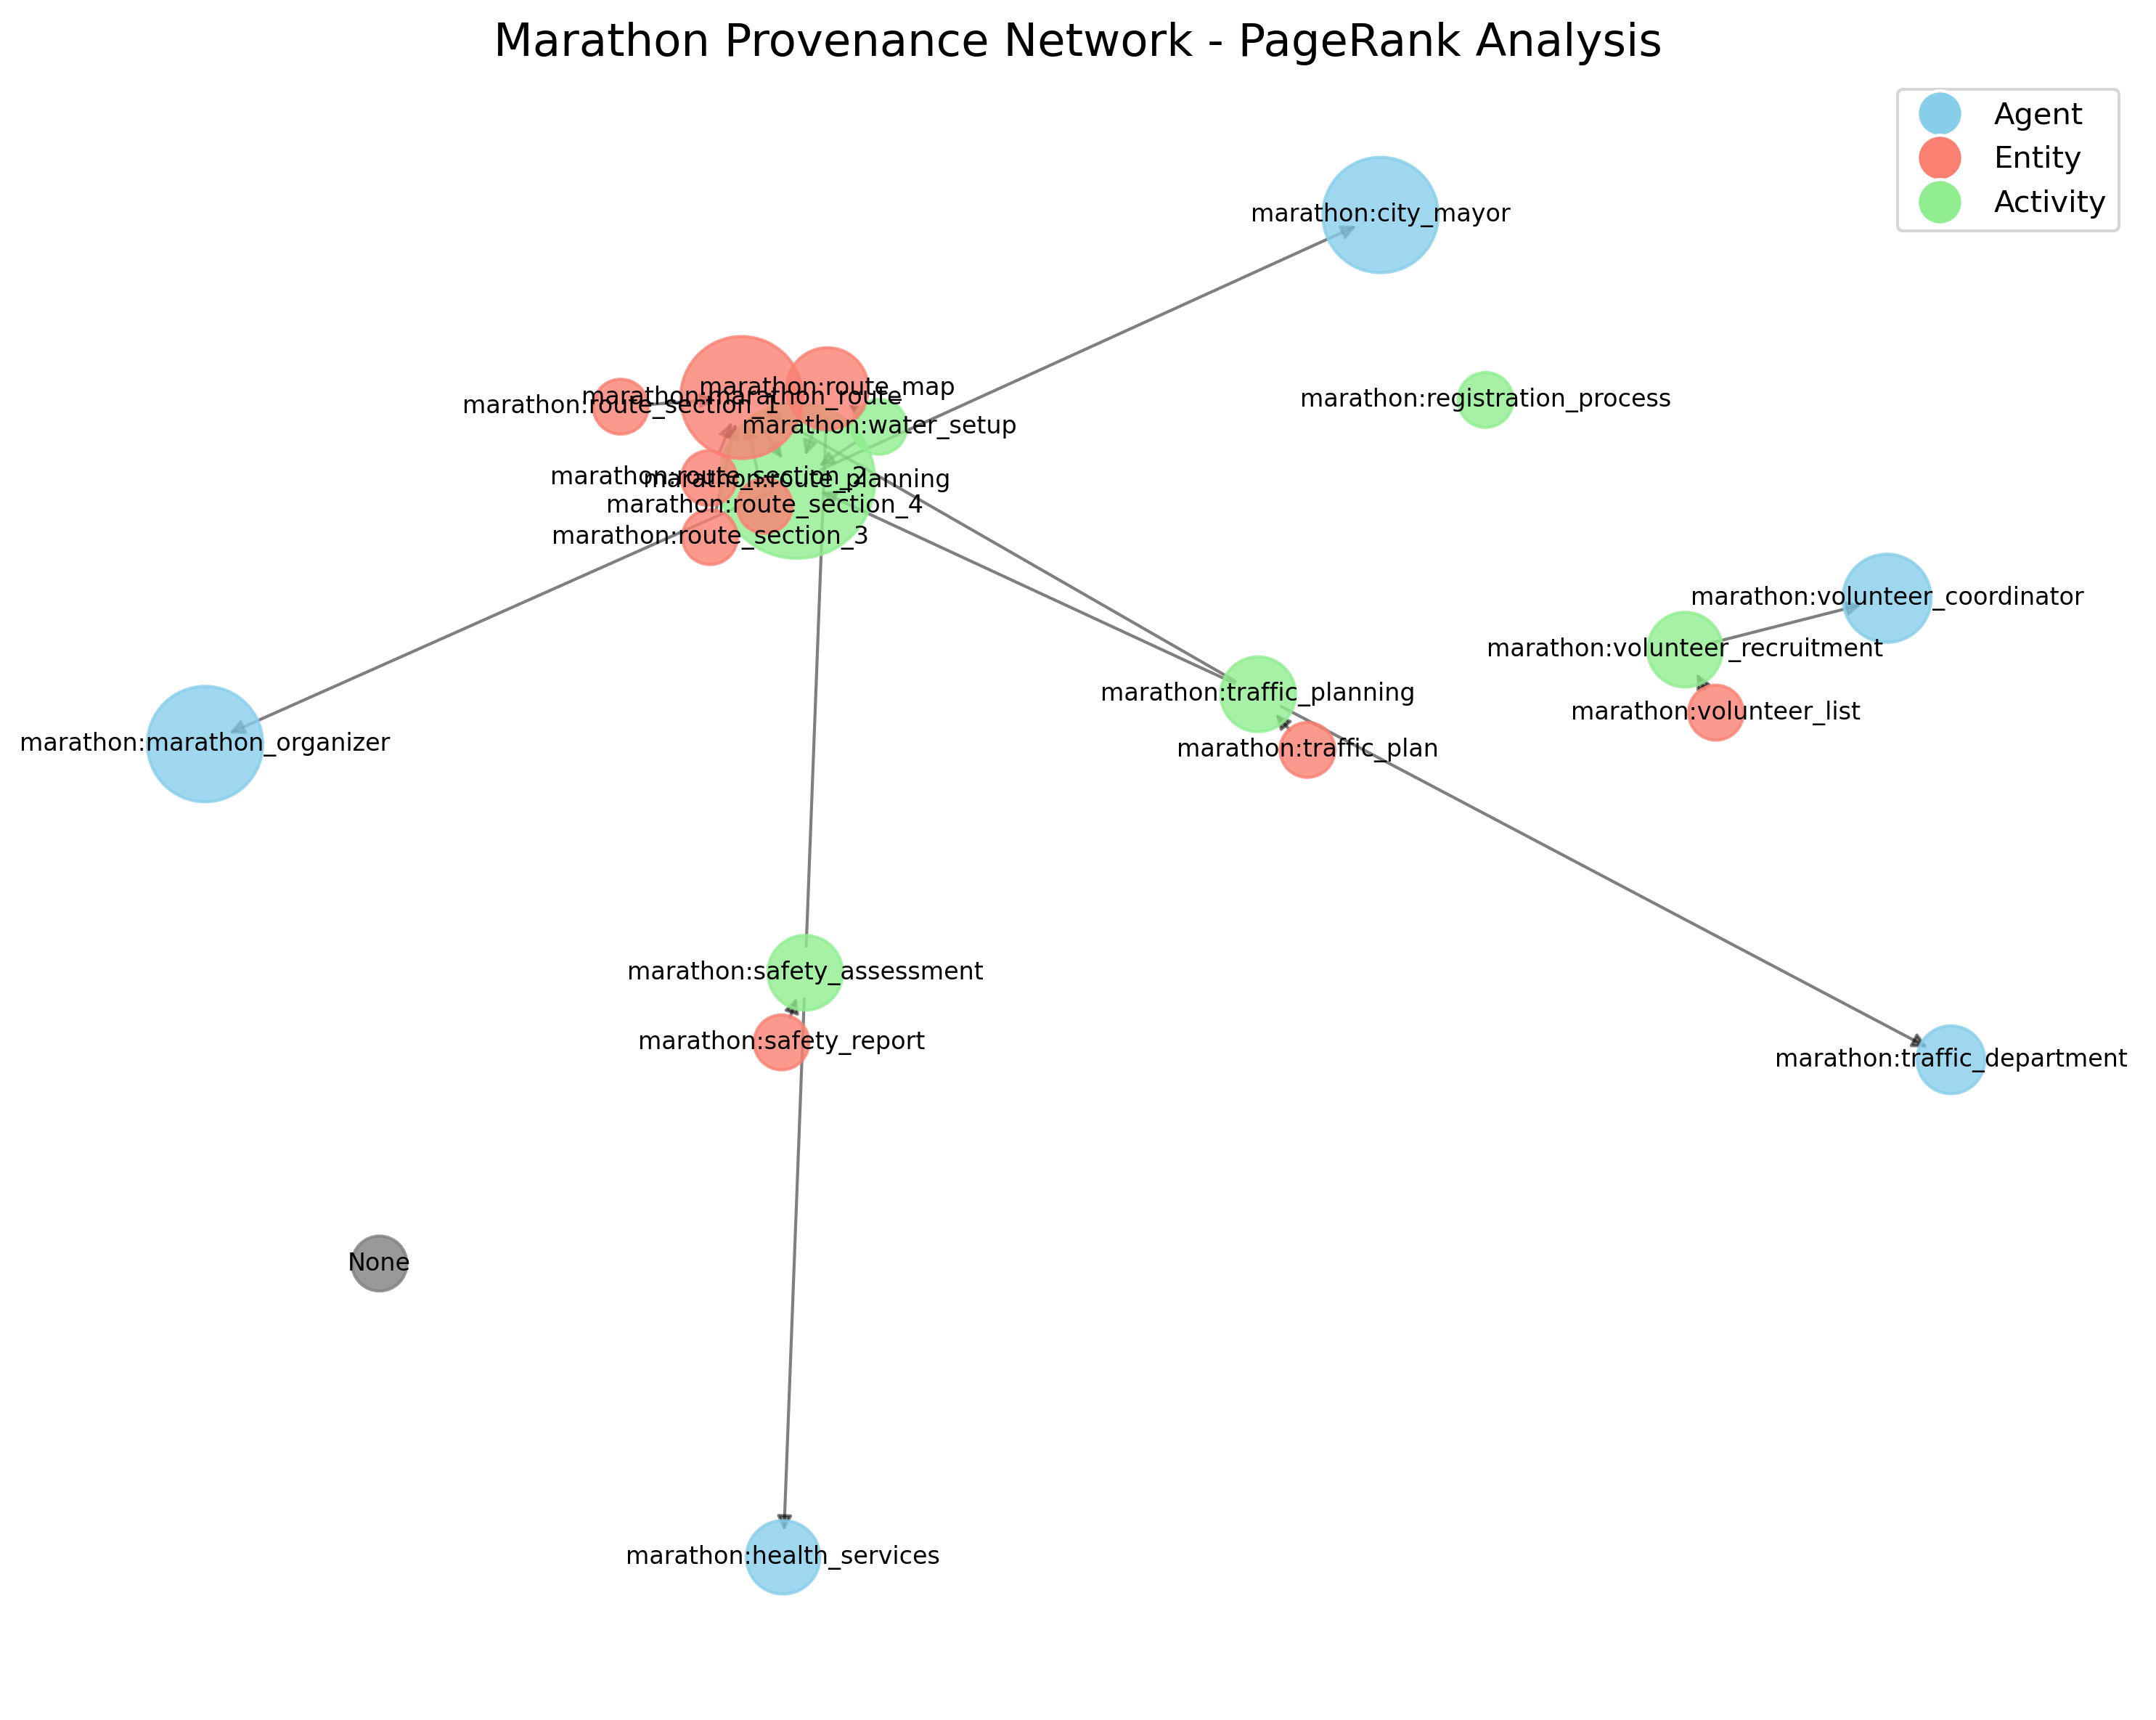 Marathon Provenance Network - PageRank Analysis
Agent
Entity
Activity
marathon:city_mayor
marathon:route_map
marathon:marathon_route
marathon:route_section_1
marathon:registration_process
marathon:water_setup
marathon:route_section_2
marathon:route_planning
marathon:route_section_4
marathon:route_section_3
marathon:volunteer_coordinator
marathon:volunteer_recruitment
marathon:traffic_planning
marathon:volunteer_list
marathon:marathon_organizer
marathon:traffic_plan
marathon:safety_assessment
marathon:safety_report
marathon:traffic_department
None
marathon:health_services